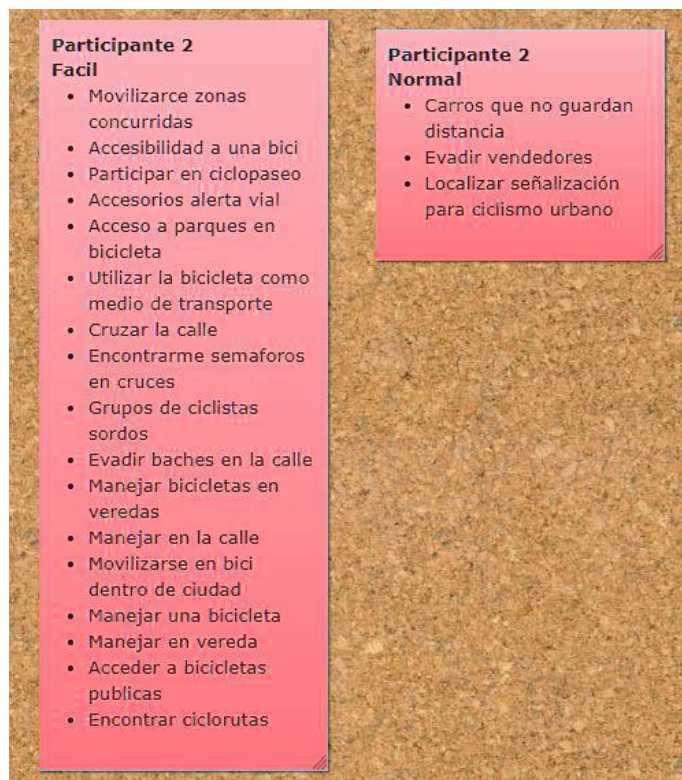 Participante 2
Facil
• Movilizarce zonas
concurridas
• Accesibilidad a una bici
• Participar en ciclopaseo
• Accesorios alerta vial
• Acceso a parques en
bicicleta
• Utilizar la bicicleta como
medio de transporte
• Cruzar la calle
• Encontrarme semaforos
en cruces
• Grupos de ciclistas
sordos
• Evadir baches en la calle
• Manejar bicicletas en
veredas
• Manejar en la calle
• Movilizarse en bici
dentro de ciudad
• Manejar una bicicleta
• Manejar en vereda
• Acceder a bicicletas
publicas
• Encontrar ciclorutas
Participante 2
Normal
• Carros que no guardan
distancia
• Evadir vendedores
• Localizar señalización
para ciclismo urbano